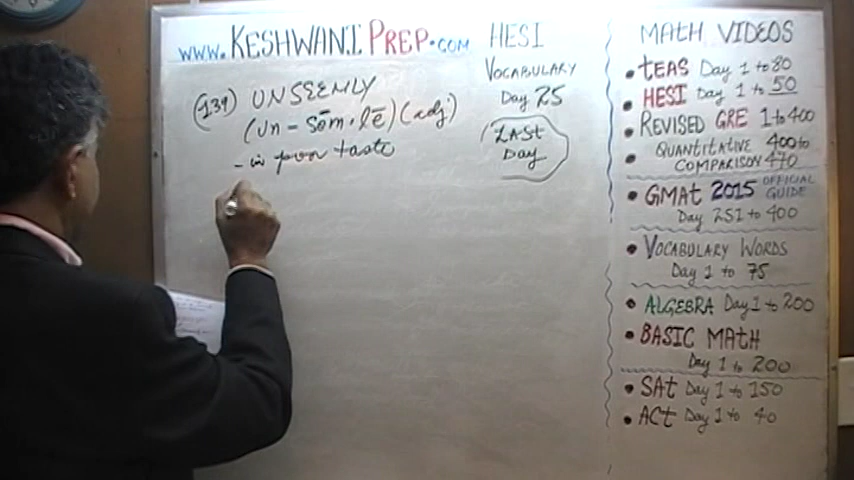 www.KESHWANI PREP.com
HESI
VOCABULARY
Day 25
LAST
Day
(139) UNSEEMLY
(un - sēm • lē) (adj)
- in poor taste
MATH VIDEOS
• TEAS Day 1 to 80
• HESI Day 1 to 50
• REVISED GRE 1 to 400
• QUANTITATIVE 400 to
COMPARISON 470
• GMAt 2015 OFFICIAL GUIDE
Day 251 to 400
• VOCABULARY WORDS
Day 1 to 75
• ALGEBRA Day 1 to 200
• BASIC MATH
Day 1 to 200
• SAt Day 1 to 150
• ACt Day 1 to 40